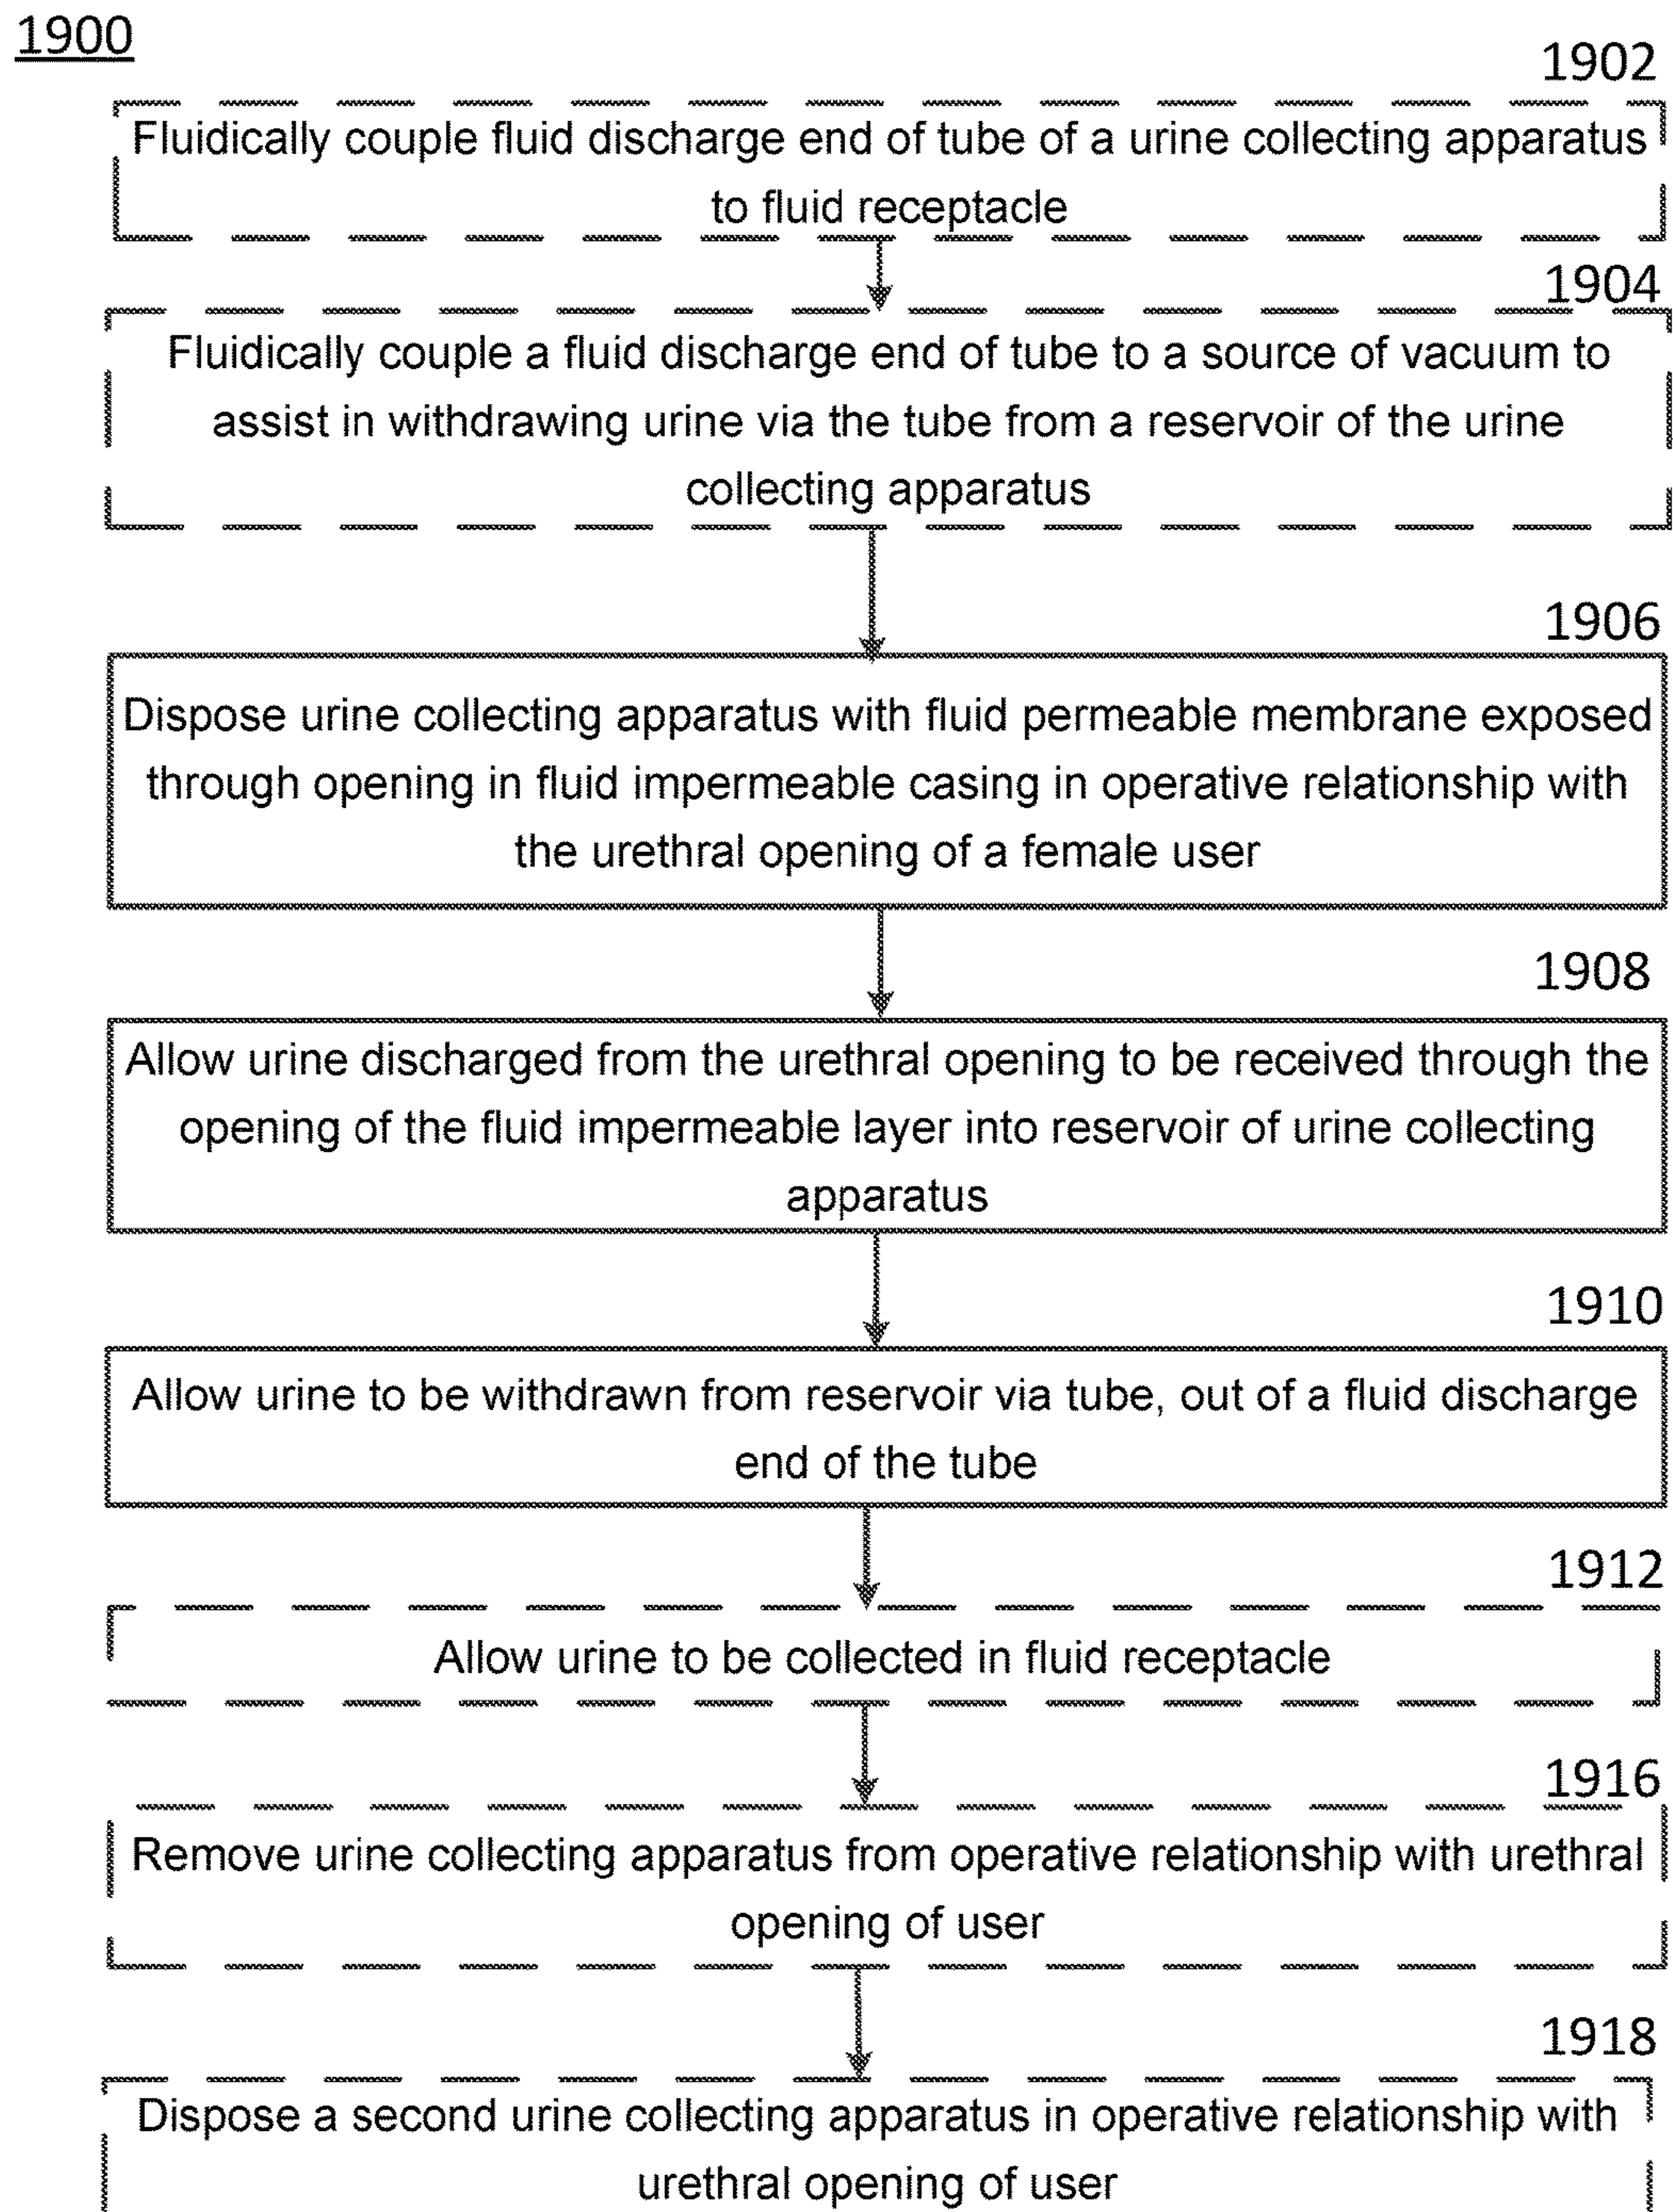 1900
1902
Fluidically couple fluid discharge end of tube of a urine collecting apparatus
to fluid receptacle
1904
Fluidically couple a fluid discharge end of tube to a source of vacuum to
assist in withdrawing urine via the tube from a reservoir of the urine
collecting apparatus
1906
Dispose urine collecting apparatus with fluid permeable membrane exposed
through opening in fluid impermeable casing in operative relationship with
the urethral opening of a female user
1908
Allow urine discharged from the urethral opening to be received through the
opening of the fluid impermeable layer into reservoir of urine collecting
apparatus
1910
Allow urine to be withdrawn from reservoir via tube, out of a fluid discharge
end of the tube
1912
Allow urine to be collected in fluid receptacle
1916
Remove urine collecting apparatus from operative relationship with urethral
opening of user
1918
Dispose a second urine collecting apparatus in operative relationship with
urethral opening of user